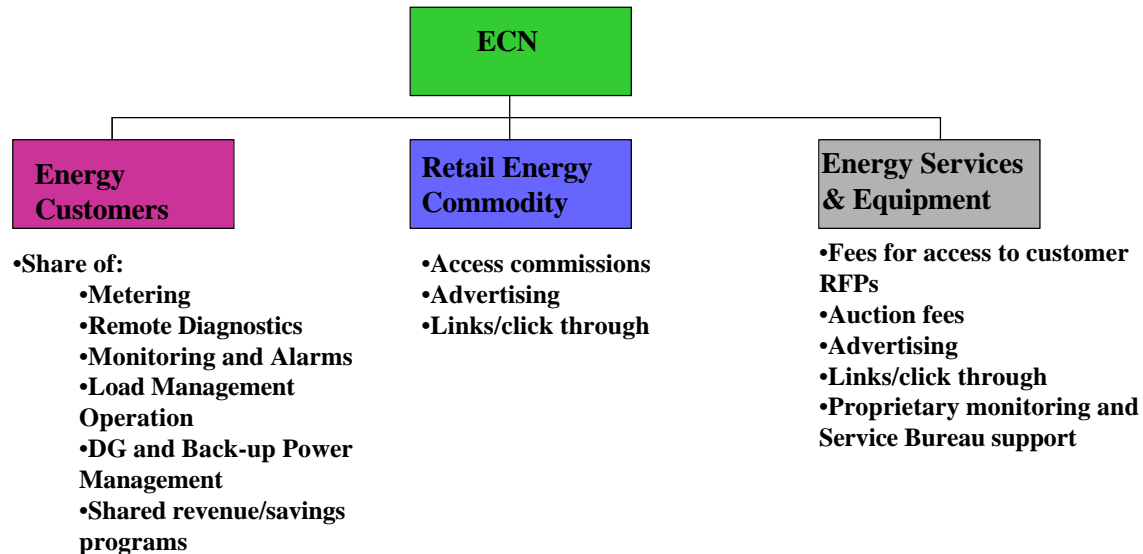 ECN
Energy
Customers
•Share of:
•Metering
•Remote Diagnostics
•Monitoring and Alarms
•Load Management
Operation
•DG and Back-up Power
Management
•Shared revenue/savings
programs
Retail Energy
Commodity
•Access commissions
•Advertising
•Links/click through
Energy Services
& Equipment
•Fees for access to customer
RFPs
•Auction fees
•Advertising
•Links/click through
•Proprietary monitoring and
Service Bureau support